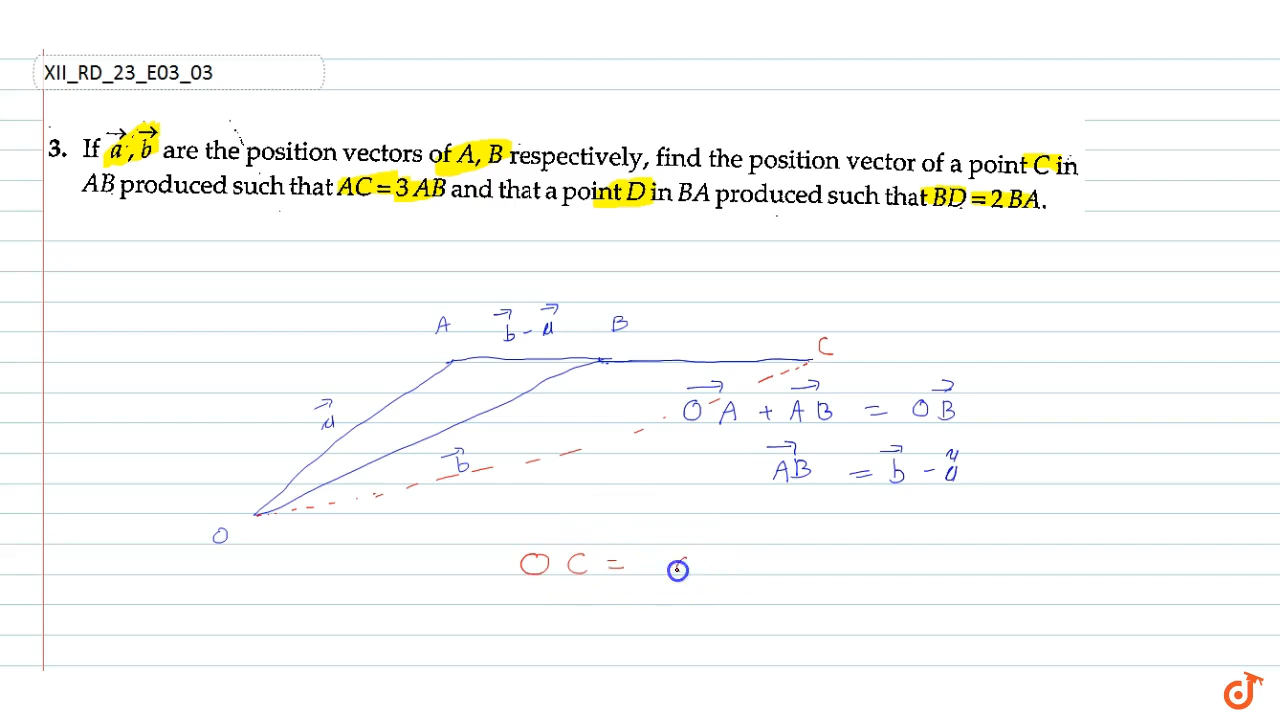 XII_RD_23_E03_03
3. If a⃗, b⃗ are the position vectors of A, B respectively, find the position vector of a point C in
AB produced such that AC = 3 AB and that a point D in BA produced such that BD = 2 BA.
A b⃗ - a⃗ B
C
OA⃗ + AB⃗ = OB⃗
a⃗
b⃗
AB⃗ = b⃗ - a⃗
O
OC =